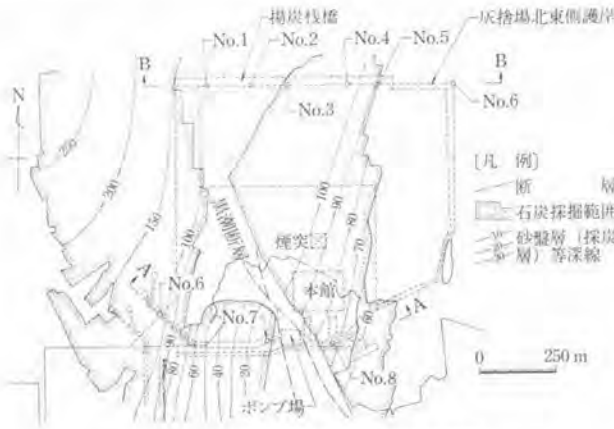 揚炭桟橋
灰捨場北東側護岸
No.1
No.2
No.4
No.5
B
B
No.6
No.3
N
250
200
150
100
100
90
80
70
60
黒潮断層
煙突
本館
A
A
No.6
No.7
No.8
90
80
60
40
20
ポンプ場
〔凡 例〕
断 層
石炭採掘範囲
砂盤層(採炭
層)等深線
0 250 m